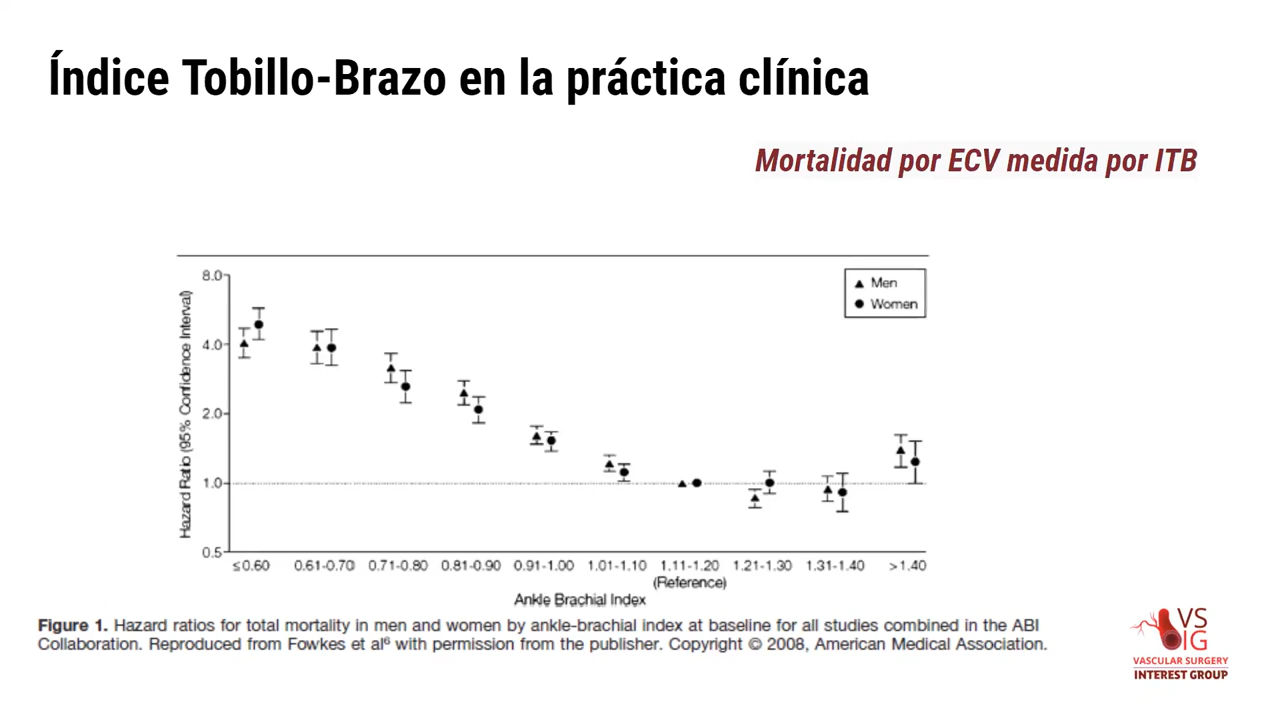 Índice Tobillo-Brazo en la práctica clínica
Mortalidad por ECV medida por ITB
Hazard Ratio (95% Confidence Interval)
8.0
4.0
2.0
1.0
0.5
Men
Women
≤0.60 0.61-0.70 0.71-0.80 0.81-0.90 0.91-1.00 1.01-1.10 1.11-1.20 1.21-1.30 1.31-1.40 >1.40
(Reference)
Ankle Brachial Index
Figure 1. Hazard ratios for total mortality in men and women by ankle-brachial index at baseline for all studies combined in the ABI
Collaboration. Reproduced from Fowkes et al6 with permission from the publisher. Copyright © 2008, American Medical Association.
VS
IG
VASCULAR SURGERY
INTEREST GROUP